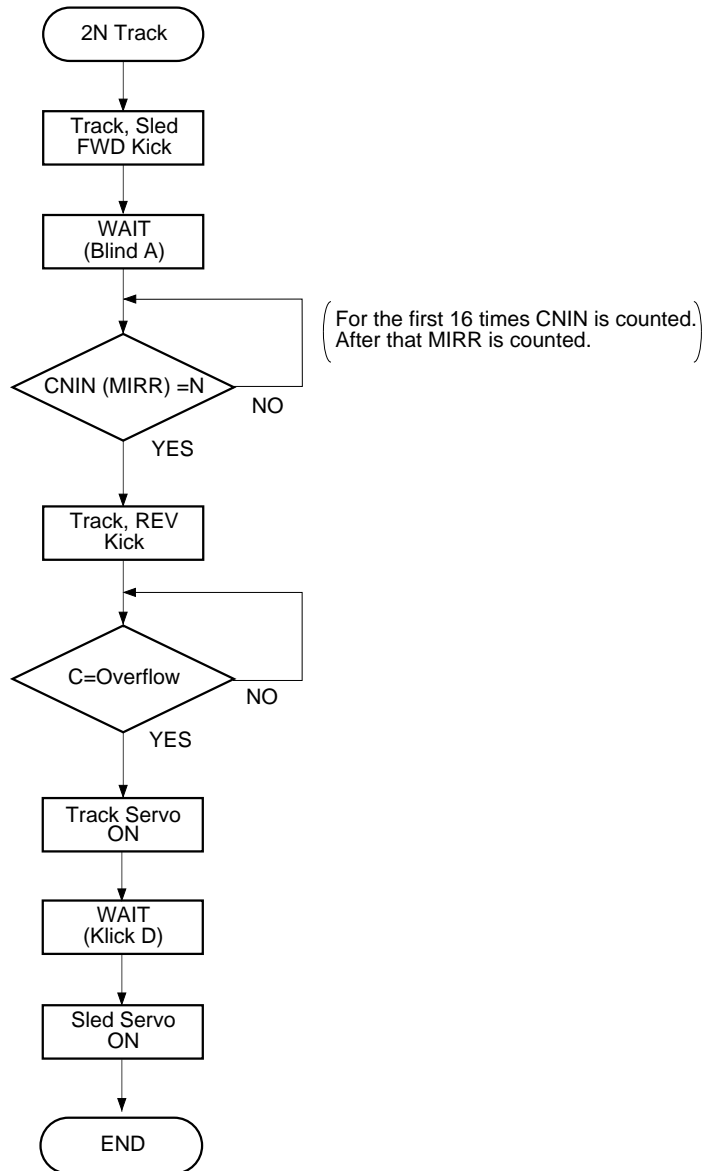 2N Track
Track, Sled
FWD Kick
WAIT
(Blind A)
(For the first 16 times CNIN is counted.
After that MIRR is counted.)
CNIN (MIRR) =N
NO
YES
Track, REV
Kick
C=Overflow
NO
YES
Track Servo
ON
WAIT
(Klick D)
Sled Servo
ON
END